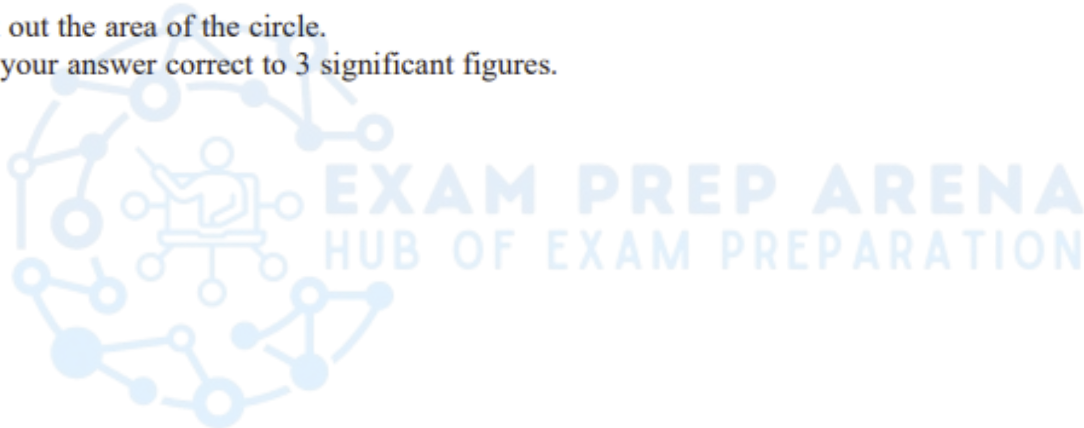 out the area of the circle.
your answer correct to 3 significant figures.
EXAM PREP ARENA
HUB OF EXAM PREPARATION